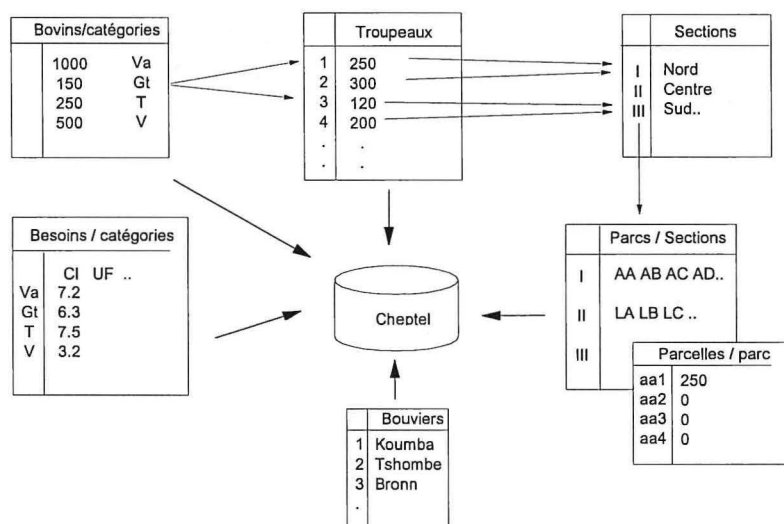 Bovins/catégories
1000 Va
150 Gt
250 T
500 V
Troupeaux
1 250
2 300
3 120
4 200
.
.
Sections
I Nord
II Centre
III Sud..
Besoins / catégories
CI UF ..
Va 7.2
Gt 6.3
T 7.5
V 3.2
Cheptel
Parcs / Sections
I AA AB AC AD..
II LA LB LC ..
III
Parcelles / parc
aa1 250
aa2 0
aa3 0
aa4 0
Bouviers
1 Koumba
2 Tshombe
3 Bronn
.